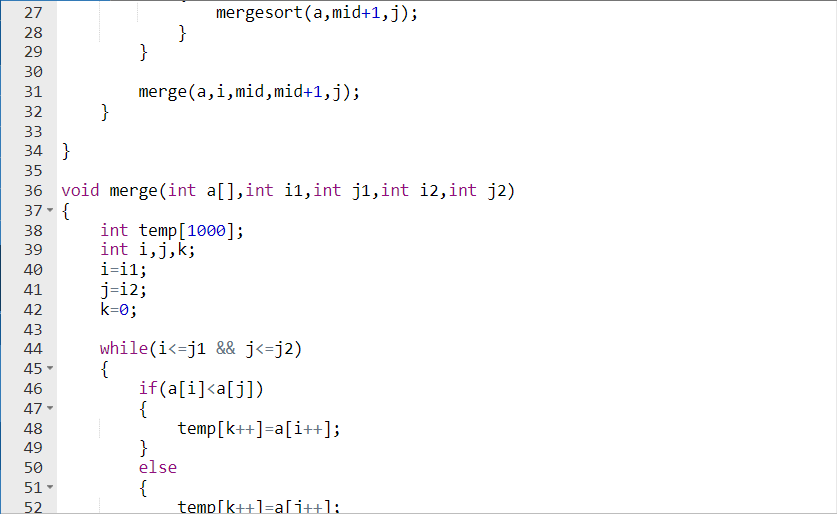 27 mergesort(a,mid+1,j);
28 }
29 }
30
31 merge(a,i,mid,mid+1,j);
32 }
33
34 }
35
36 void merge(int a[],int i1,int j1,int i2,int j2)
37 {
38 int temp[1000];
39 int i,j,k;
40 i=i1;
41 j=i2;
42 k=0;
43
44 while(i<=j1 && j<=j2)
45 {
46 if(a[i]<a[j])
47 {
48 temp[k++]=a[i++];
49 }
50 else
51 {
52 temp[k++]=a[j++];